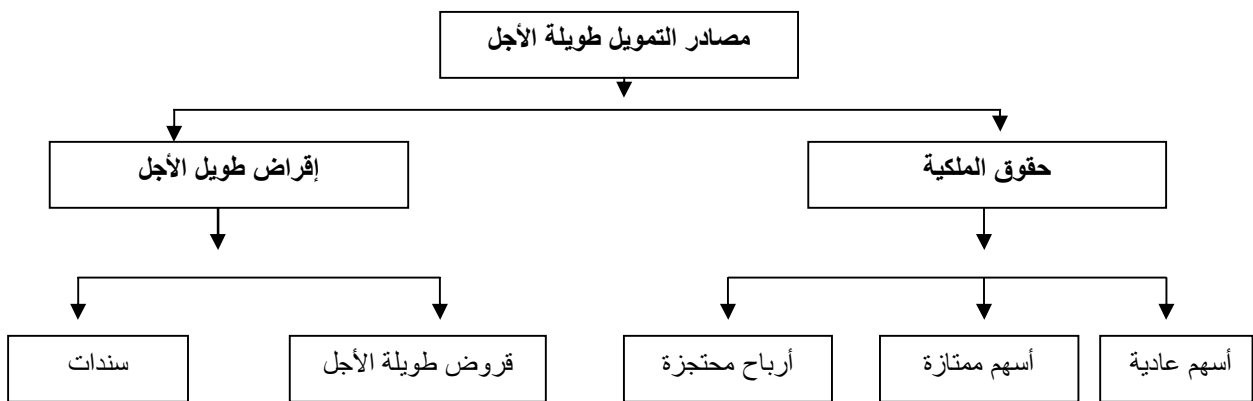 مصادر التمويل طويلة الأجل
حقوق الملكية
إقراض طويل الأجل
أسهم عادية
أسهم ممتازة
أرباح محتجزة
قروض طويلة الأجل
سندات